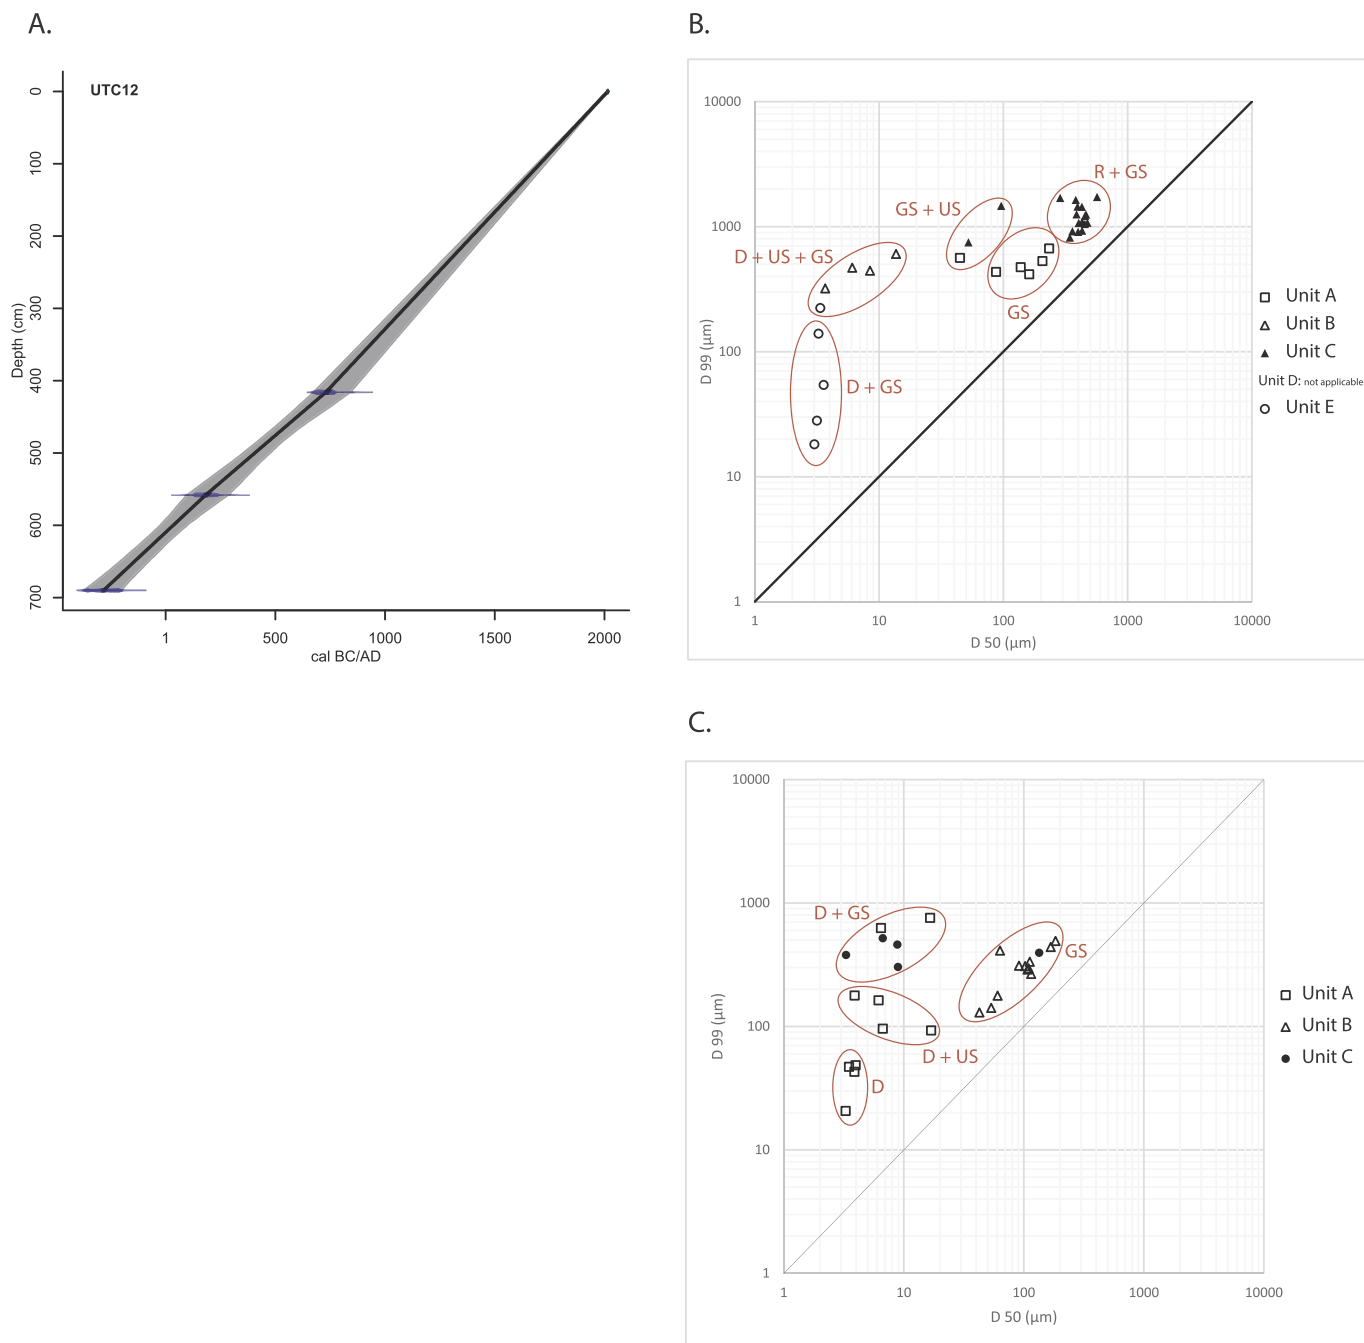 A.
UTC12
0
100
200
300
400
500
600
700
Depth (cm)
1
500
1000
1500
2000
cal BC/AD
B.
10000
1000
100
10
1
D 99 (µm)
R + GS
GS + US
D + US + GS
GS
D + GS
1
10
100
1000
10000
D 50 (µm)
Unit A
Unit B
Unit C
Unit D: not applicable
Unit E
C.
10000
1000
100
10
1
D 99 (µm)
D + GS
GS
D + US
D
1
10
100
1000
10000
D 50 (µm)
Unit A
Unit B
Unit C